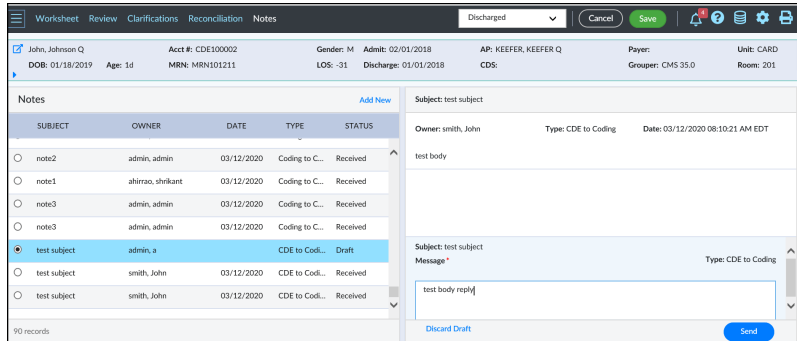 Worksheet Review Clarifications Reconciliation Notes Discharged Cancel Save 4
John, Johnson Q Acct #: CDE100002 Gender: M Admit: 02/01/2018 AP: KEEFER, KEEFER Q Payer: Unit: CARD
DOB: 01/18/2019 Age: 1d MRN: MRN101211 LOS: -31 Discharge: 01/01/2018 CDS: Grouper: CMS 35.0 Room: 201
Notes Add New
SUBJECT OWNER DATE TYPE STATUS
note2 admin, admin 03/12/2020 Coding to C... Received
note1 ahirrao, shrikant 03/12/2020 Coding to C... Received
note3 admin, admin 03/12/2020 Coding to C... Received
note3 admin, admin 03/12/2020 Coding to C... Received
test subject admin, a CDE to Codi... Draft
test subject smith, John 03/12/2020 CDE to Codi... Received
test subject smith, John 03/12/2020 CDE to Codi... Received
90 records
Subject: test subject
Owner: smith, John Type: CDE to Coding Date: 03/12/2020 08:10:21 AM EDT
test body
Subject: test subject
Message * Type: CDE to Coding
test body reply
Discard Draft Send